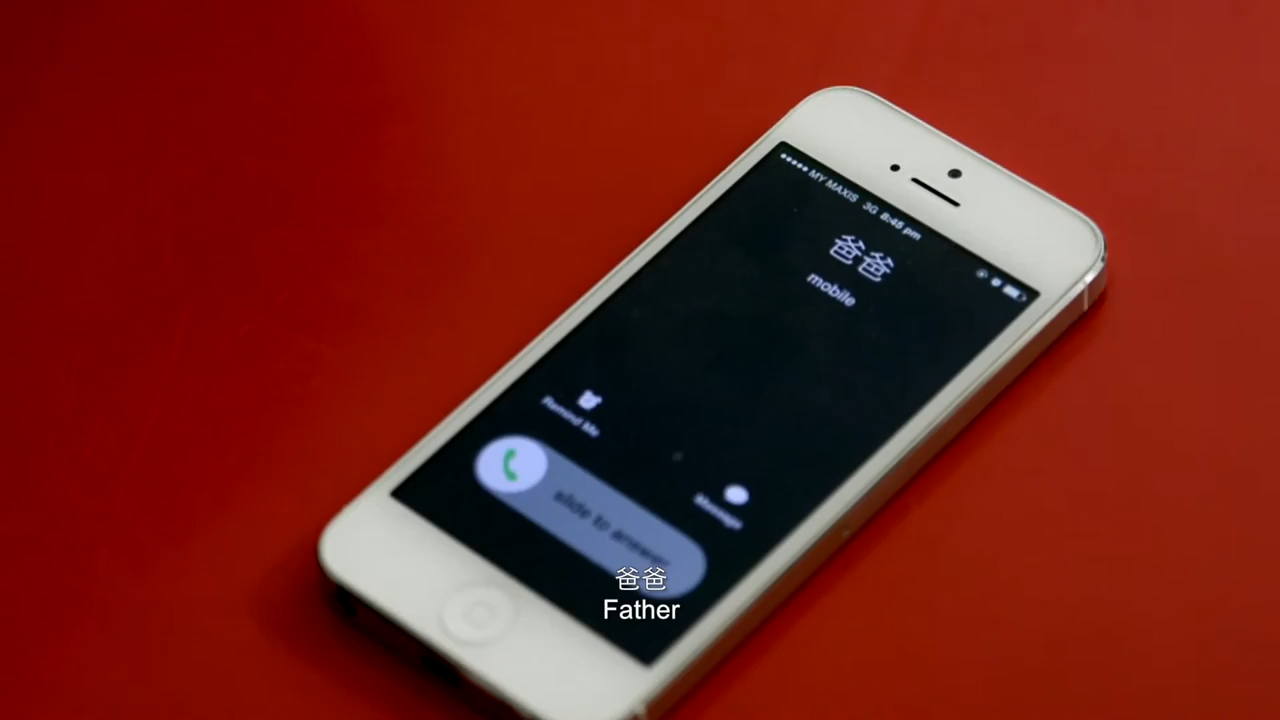 ●●●●● MY MAXIS 3G 8:45 pm
爸爸
mobile
Remind Me
Message
slide to answer
爸爸
Father